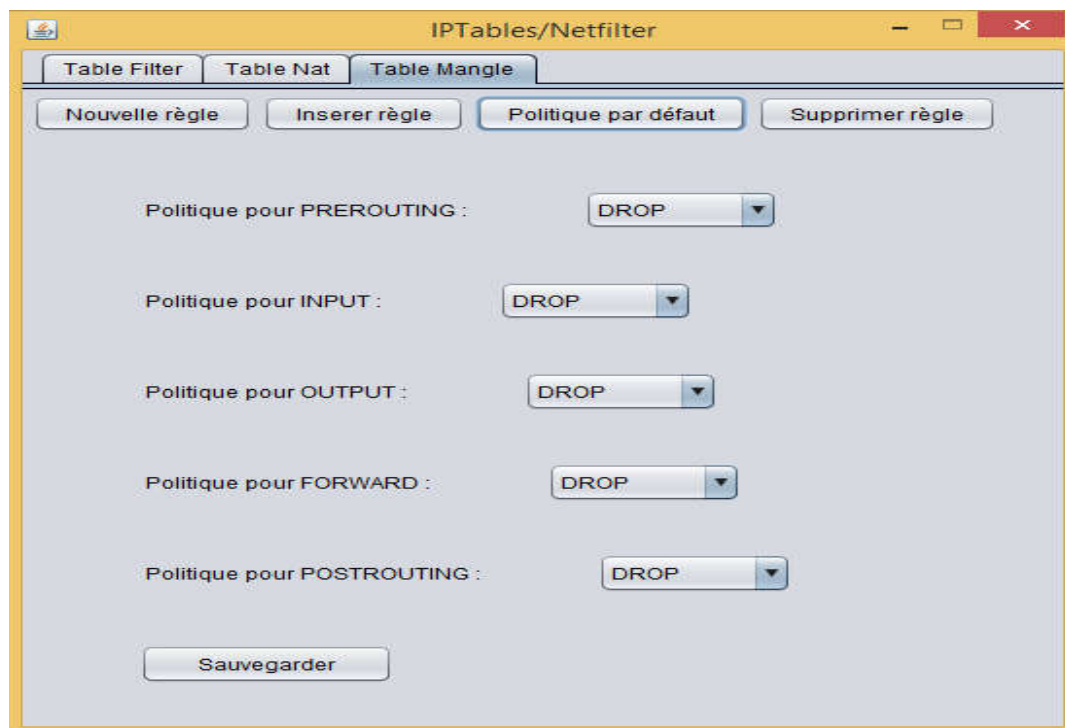 IPTables/Netfilter
Table Filter Table Nat Table Mangle
Nouvelle règle Inserer règle Politique par défaut Supprimer règle
Politique pour PREROUTING : DROP
Politique pour INPUT : DROP
Politique pour OUTPUT : DROP
Politique pour FORWARD : DROP
Politique pour POSTROUTING : DROP
Sauvegarder